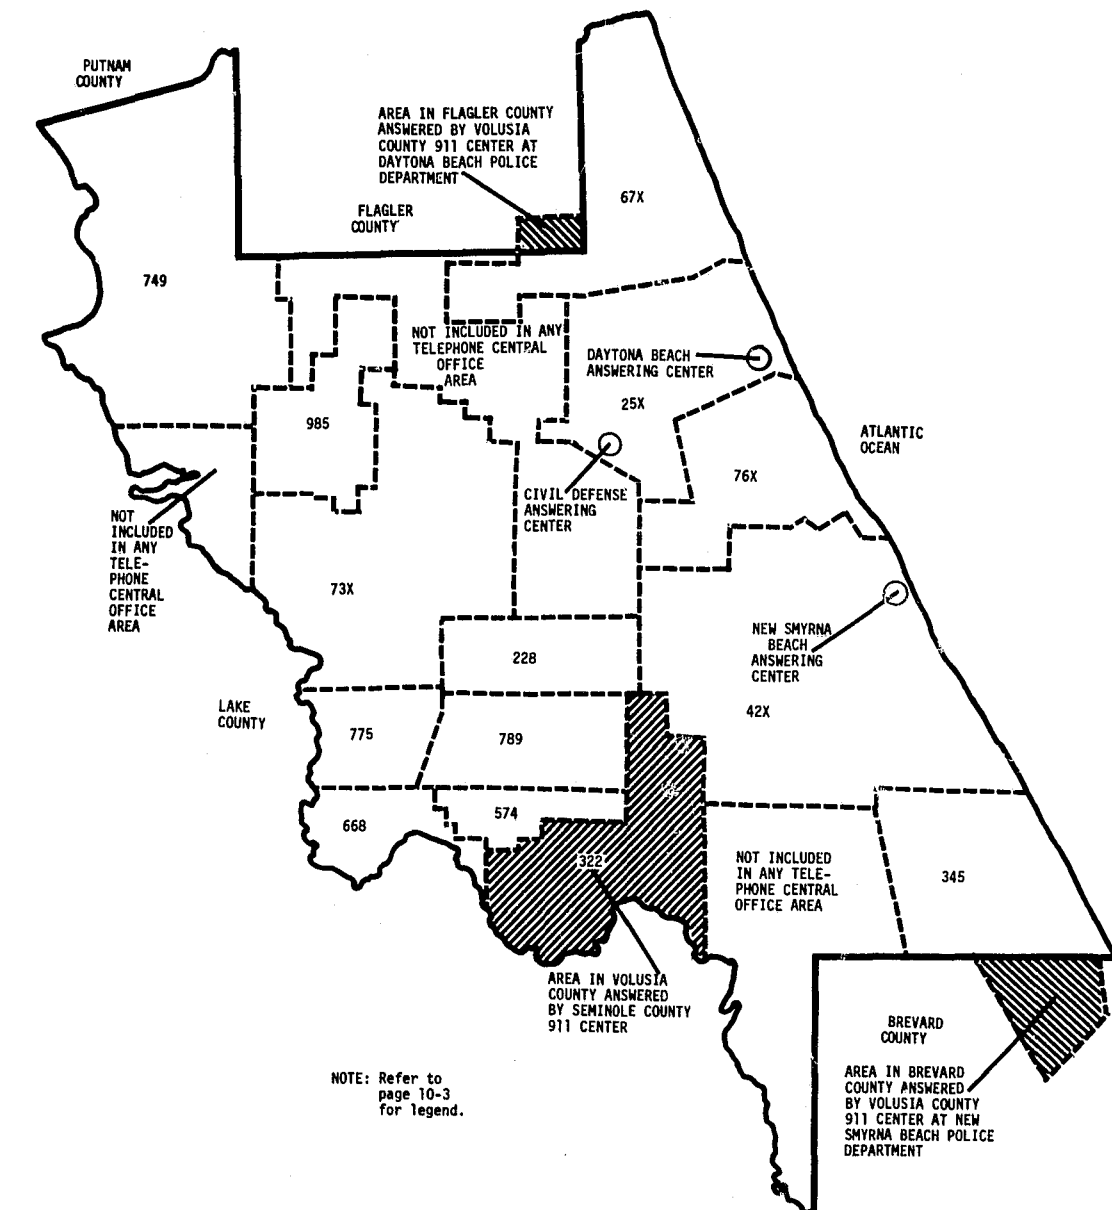 PUTNAM
COUNTY
AREA IN FLAGLER COUNTY
ANSWERED BY VOLUSIA
COUNTY 911 CENTER AT
DAYTONA BEACH POLICE
DEPARTMENT
67X
FLAGLER
COUNTY
749
NOT INCLUDED IN ANY
TELEPHONE CENTRAL
OFFICE
AREA
DAYTONA BEACH
ANSWERING CENTER
25X
985
ATLANTIC
OCEAN
76X
CIVIL DEFENSE
ANSWERING
CENTER
NOT
INCLUDED
IN ANY
TELE-
PHONE
CENTRAL
OFFICE
AREA
73X
NEW SMYRNA
BEACH
ANSWERING
CENTER
228
LAKE
COUNTY
42X
775
789
668
574
322
NOT INCLUDED
IN ANY TELE-
PHONE CENTRAL
OFFICE AREA
345
AREA IN VOLUSIA
COUNTY ANSWERED
BY SEMINOLE COUNTY
911 CENTER
BREVARD
COUNTY
NOTE: Refer to
page 10-3
for legend.
AREA IN BREVARD
COUNTY ANSWERED
BY VOLUSIA COUNTY
911 CENTER AT NEW
SMYRNA BEACH POLICE
DEPARTMENT